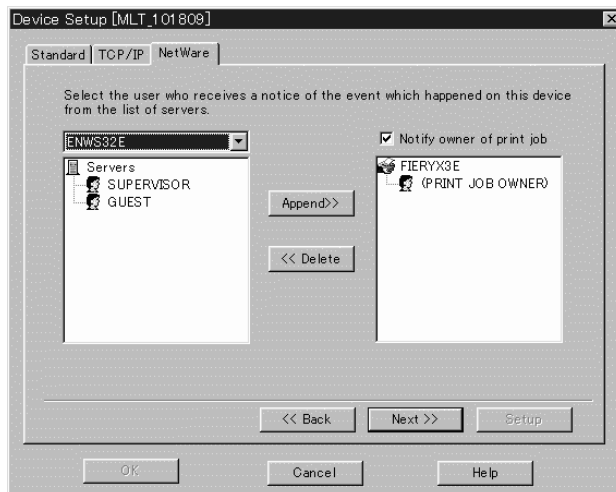 Device Setup [MLT_101809]
Standard TCP/IP NetWare
Select the user who receives a notice of the event which happened on this device
from the list of servers.
ENWS32E
Notify owner of print job
Servers
SUPERVISOR
GUEST
Append>>
<< Delete
FIERYX3E
(PRINT JOB OWNER)
<< Back
Next >>
Setup
OK
Cancel
Help